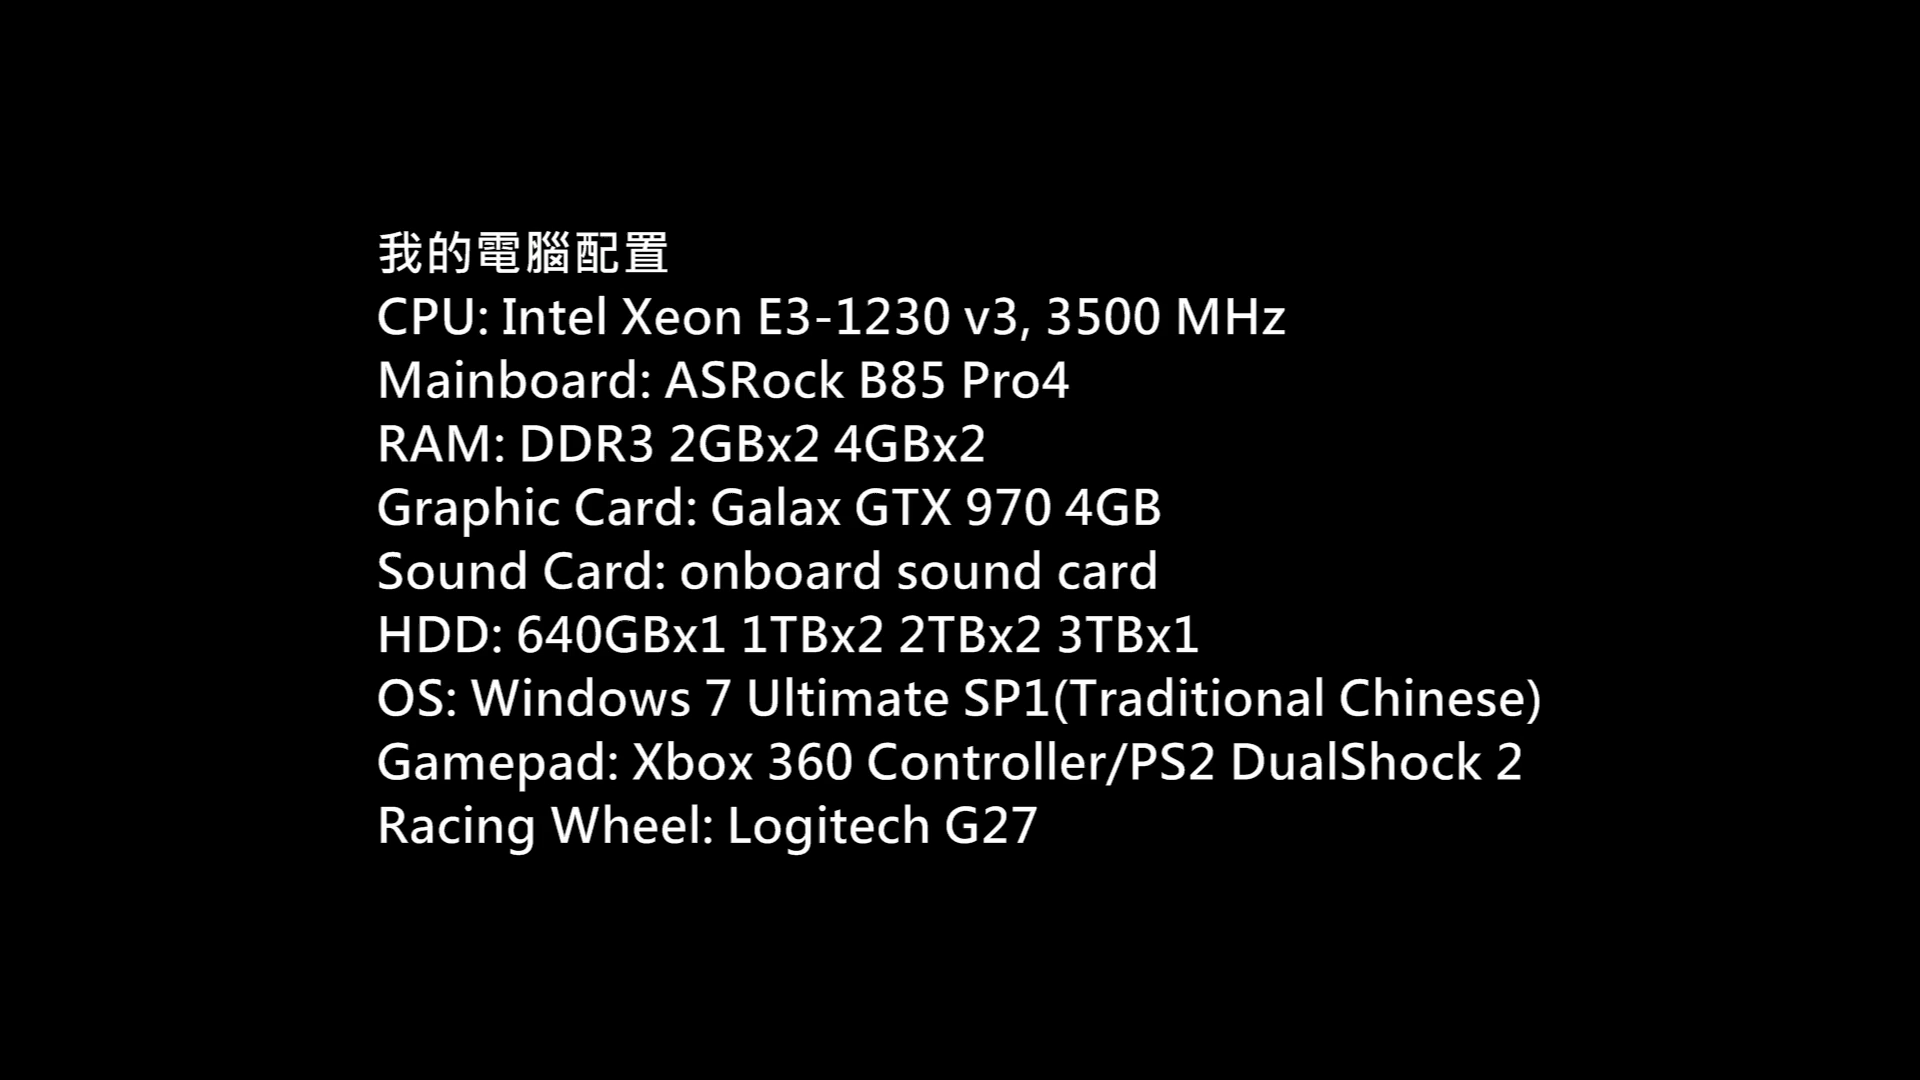 我的電腦配置
CPU: Intel Xeon E3-1230 v3, 3500 MHz
Mainboard: ASRock B85 Pro4
RAM: DDR3 2GBx2 4GBx2
Graphic Card: Galax GTX 970 4GB
Sound Card: onboard sound card
HDD: 640GBx1 1TBx2 2TBx2 3TBx1
OS: Windows 7 Ultimate SP1(Traditional Chinese)
Gamepad: Xbox 360 Controller/PS2 DualShock 2
Racing Wheel: Logitech G27